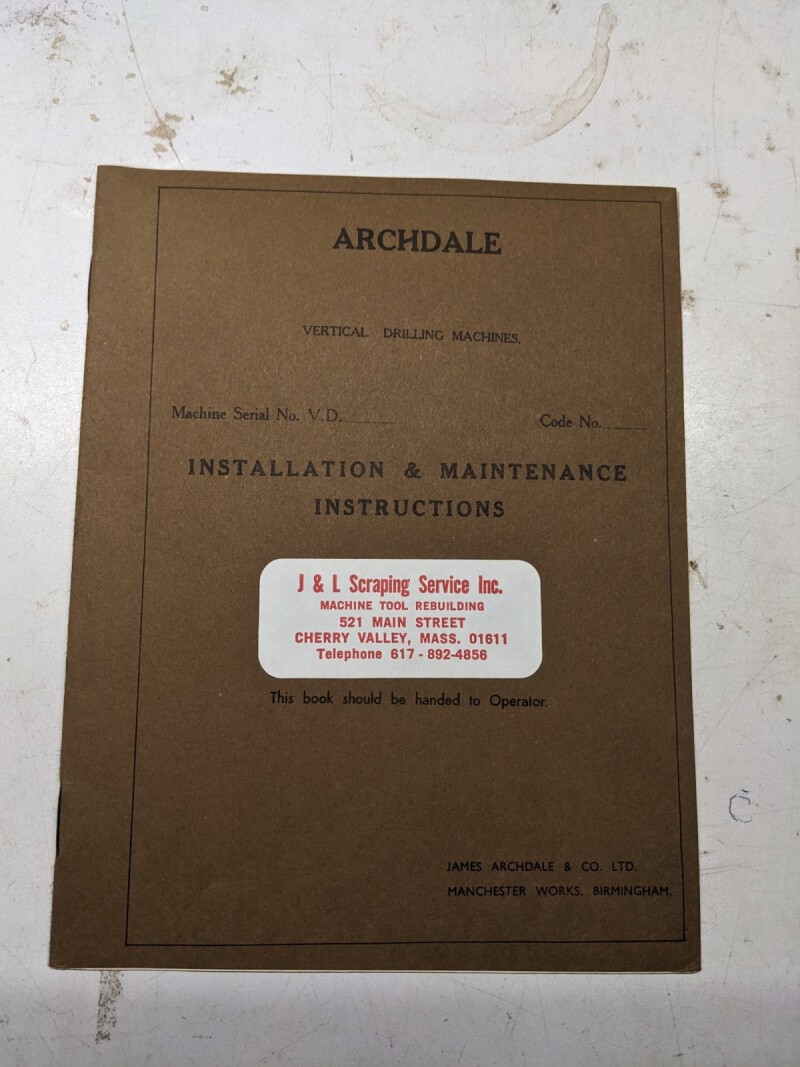 ARCHDALE
VERTICAL DRILLING MACHINES.
Machine Serial No. V.D.
Code No.
INSTALLATION & MAINTENANCE
INSTRUCTIONS
J & L Scraping Service Inc.
MACHINE TOOL REBUILDING
521 MAIN STREET
CHERRY VALLEY, MASS. 01611
Telephone 617 - 892-4856
This book should be handed to Operator.
JAMES ARCHDALE & CO. LTD.
MANCHESTER WORKS, BIRMINGHAM.